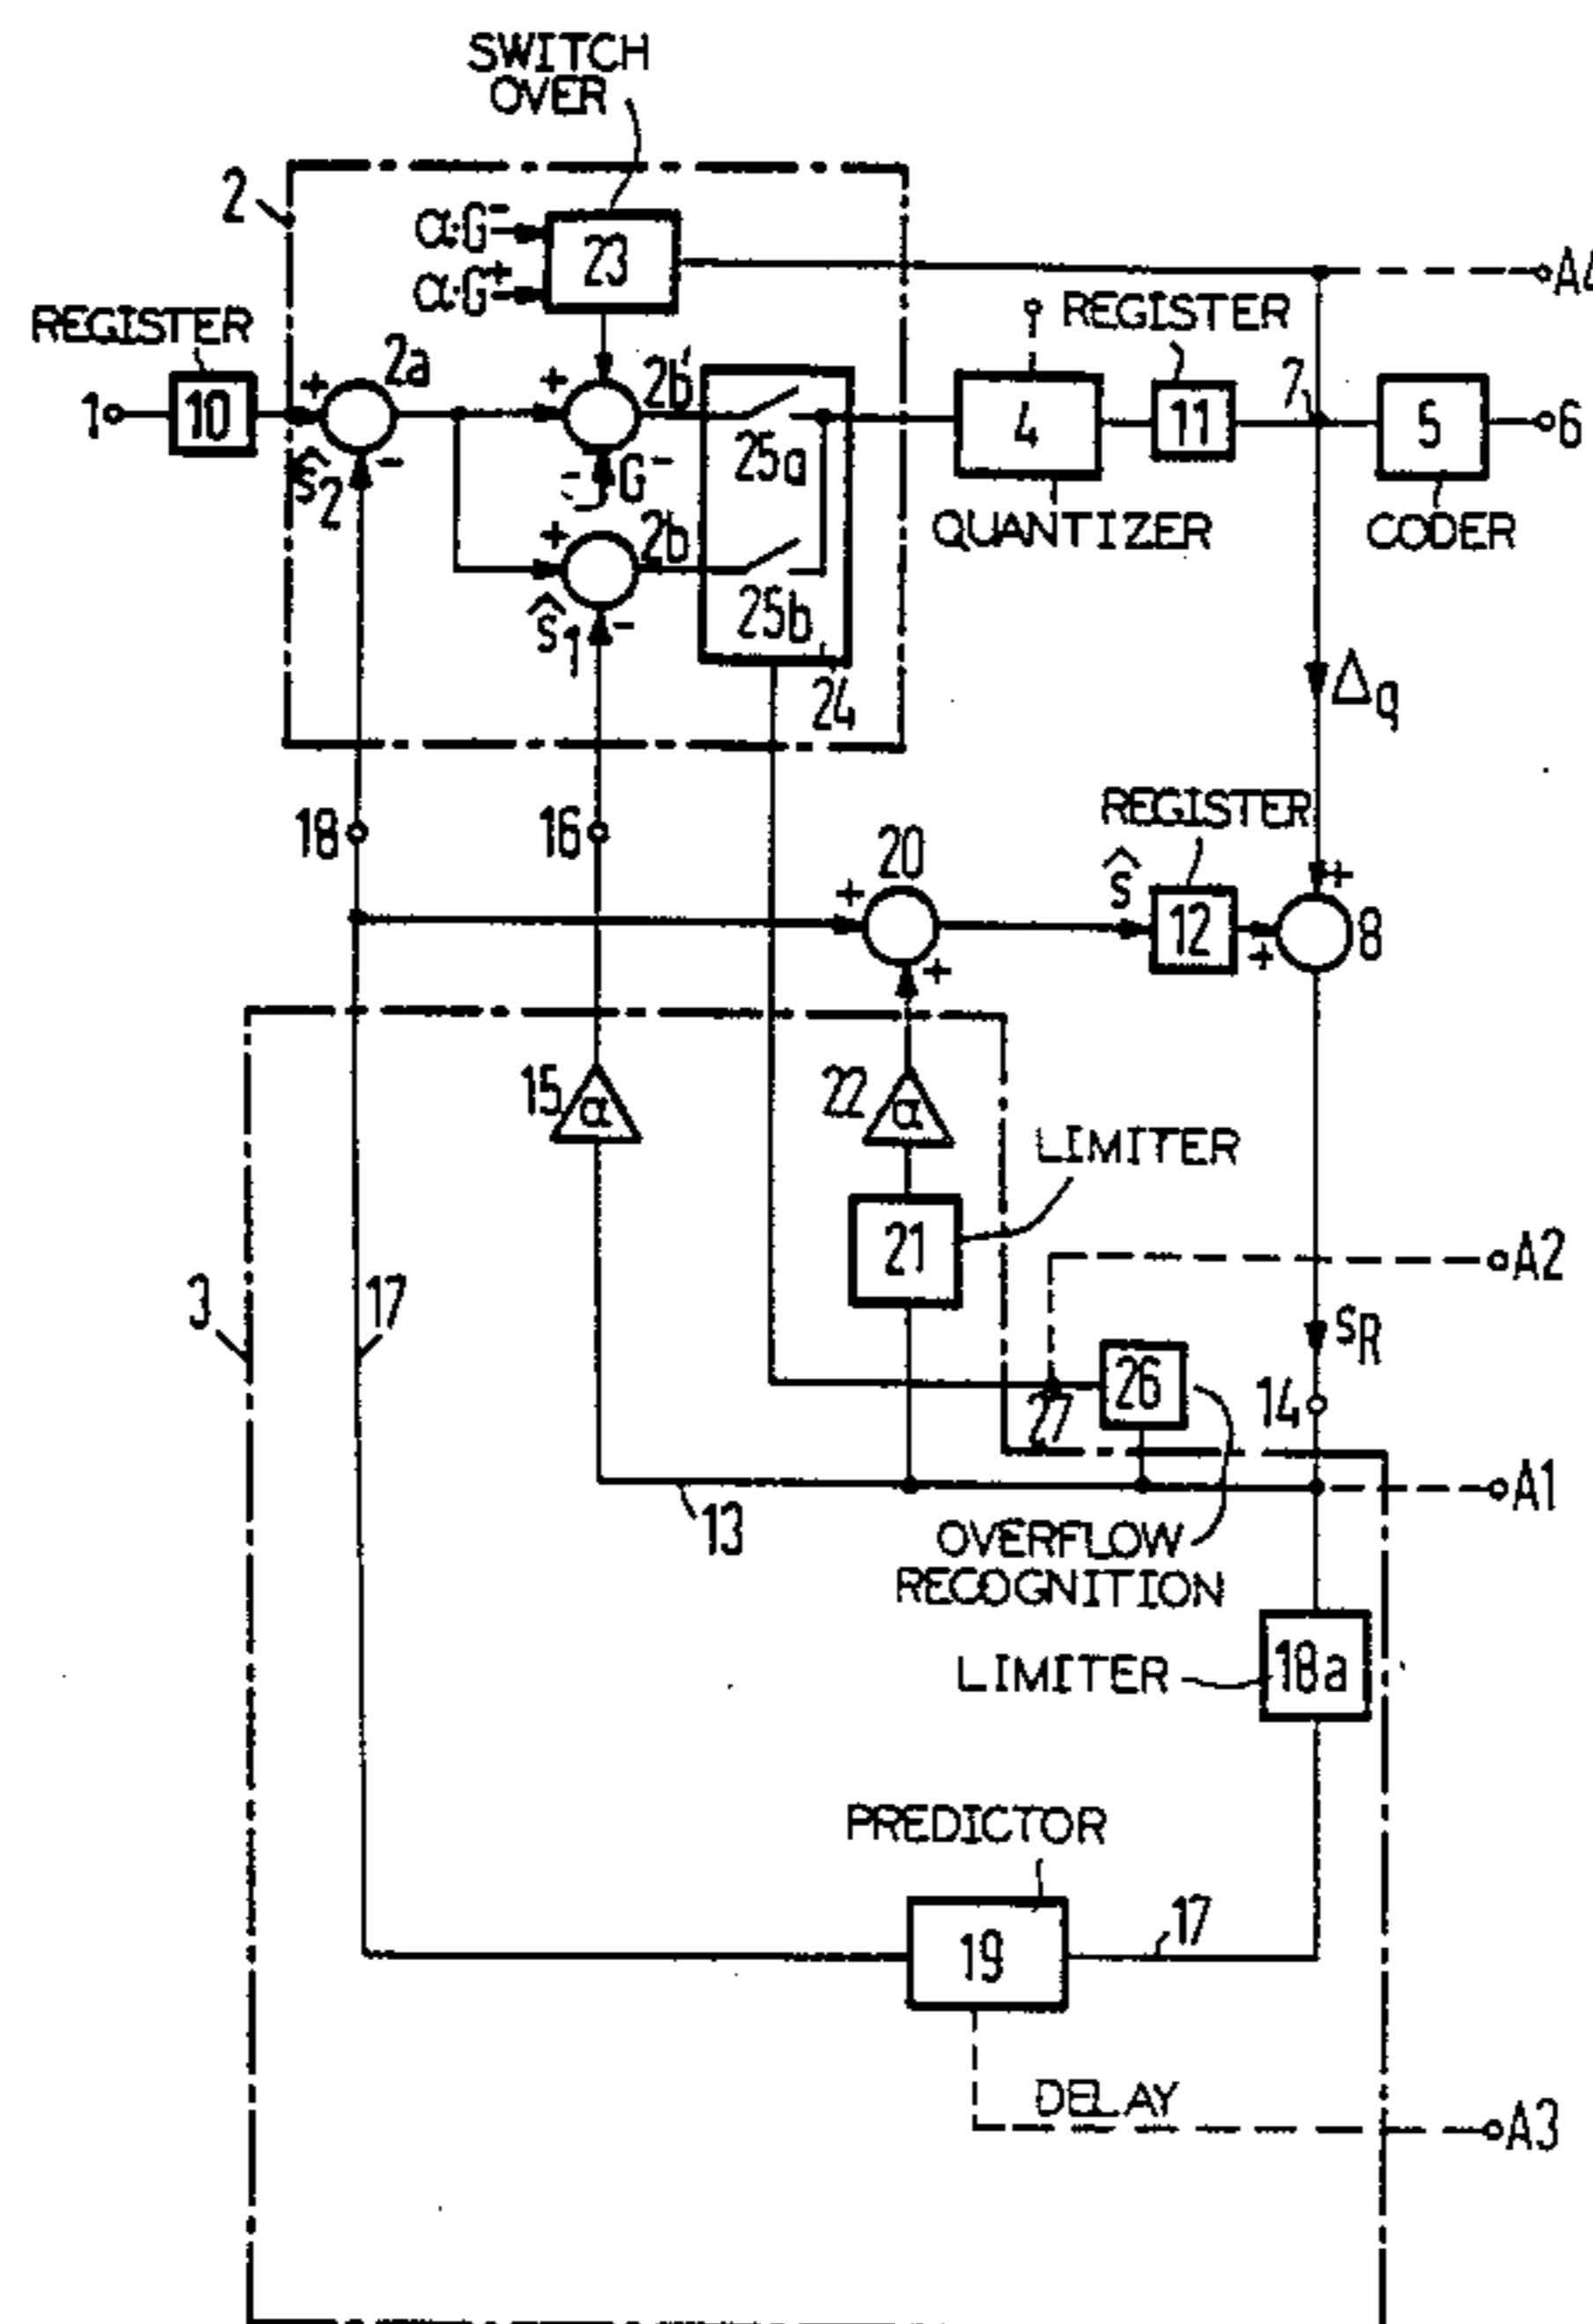 SWITCH
OVER
2
α·G⁻
α·G⁺
23
A4
REGISTER
REGISTER
1
10
+
2a
+
2b'
25a
4
11
7
5
6
ŝ2
-
- G⁻
QUANTIZER
CODER
+
2b
25b
ŝ1
-
24
Δq
18
16
20
REGISTER
ŝ
+
+
12
+
8
+
15
α
22
α
LIMITER
21
3
17
A2
sR
26
27
14
13
A1
OVERFLOW
RECOGNITION
LIMITER
18a
PREDICTOR
19
17
DELAY
A3